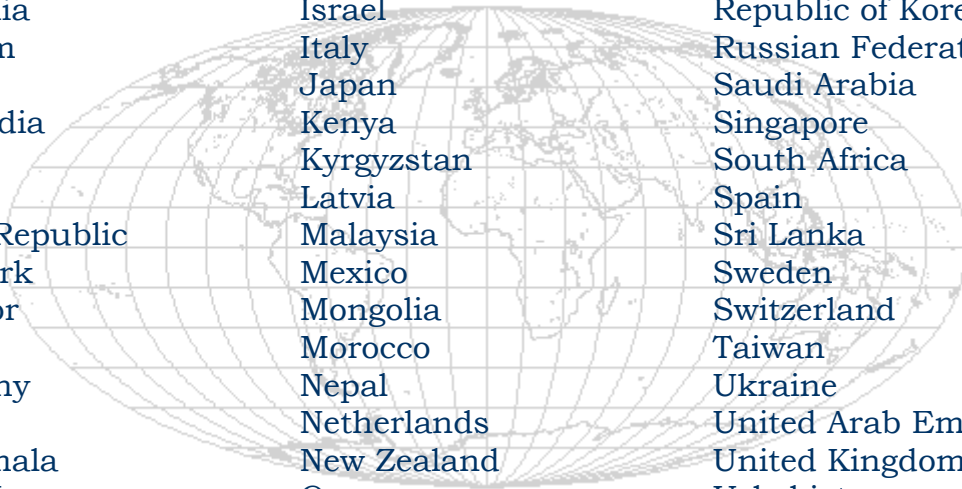 Israel
Italy
Japan
Kenya
Kyrgyzstan
Latvia
Republic
Malaysia
Mexico
Mongolia
Morocco
Nepal
Netherlands
New Zealand
Republic of Kore
Russian Federat
Saudi Arabia
Singapore
South Africa
Spain
Sri Lanka
Sweden
Switzerland
Taiwan
Ukraine
United Arab Em
United Kingdom